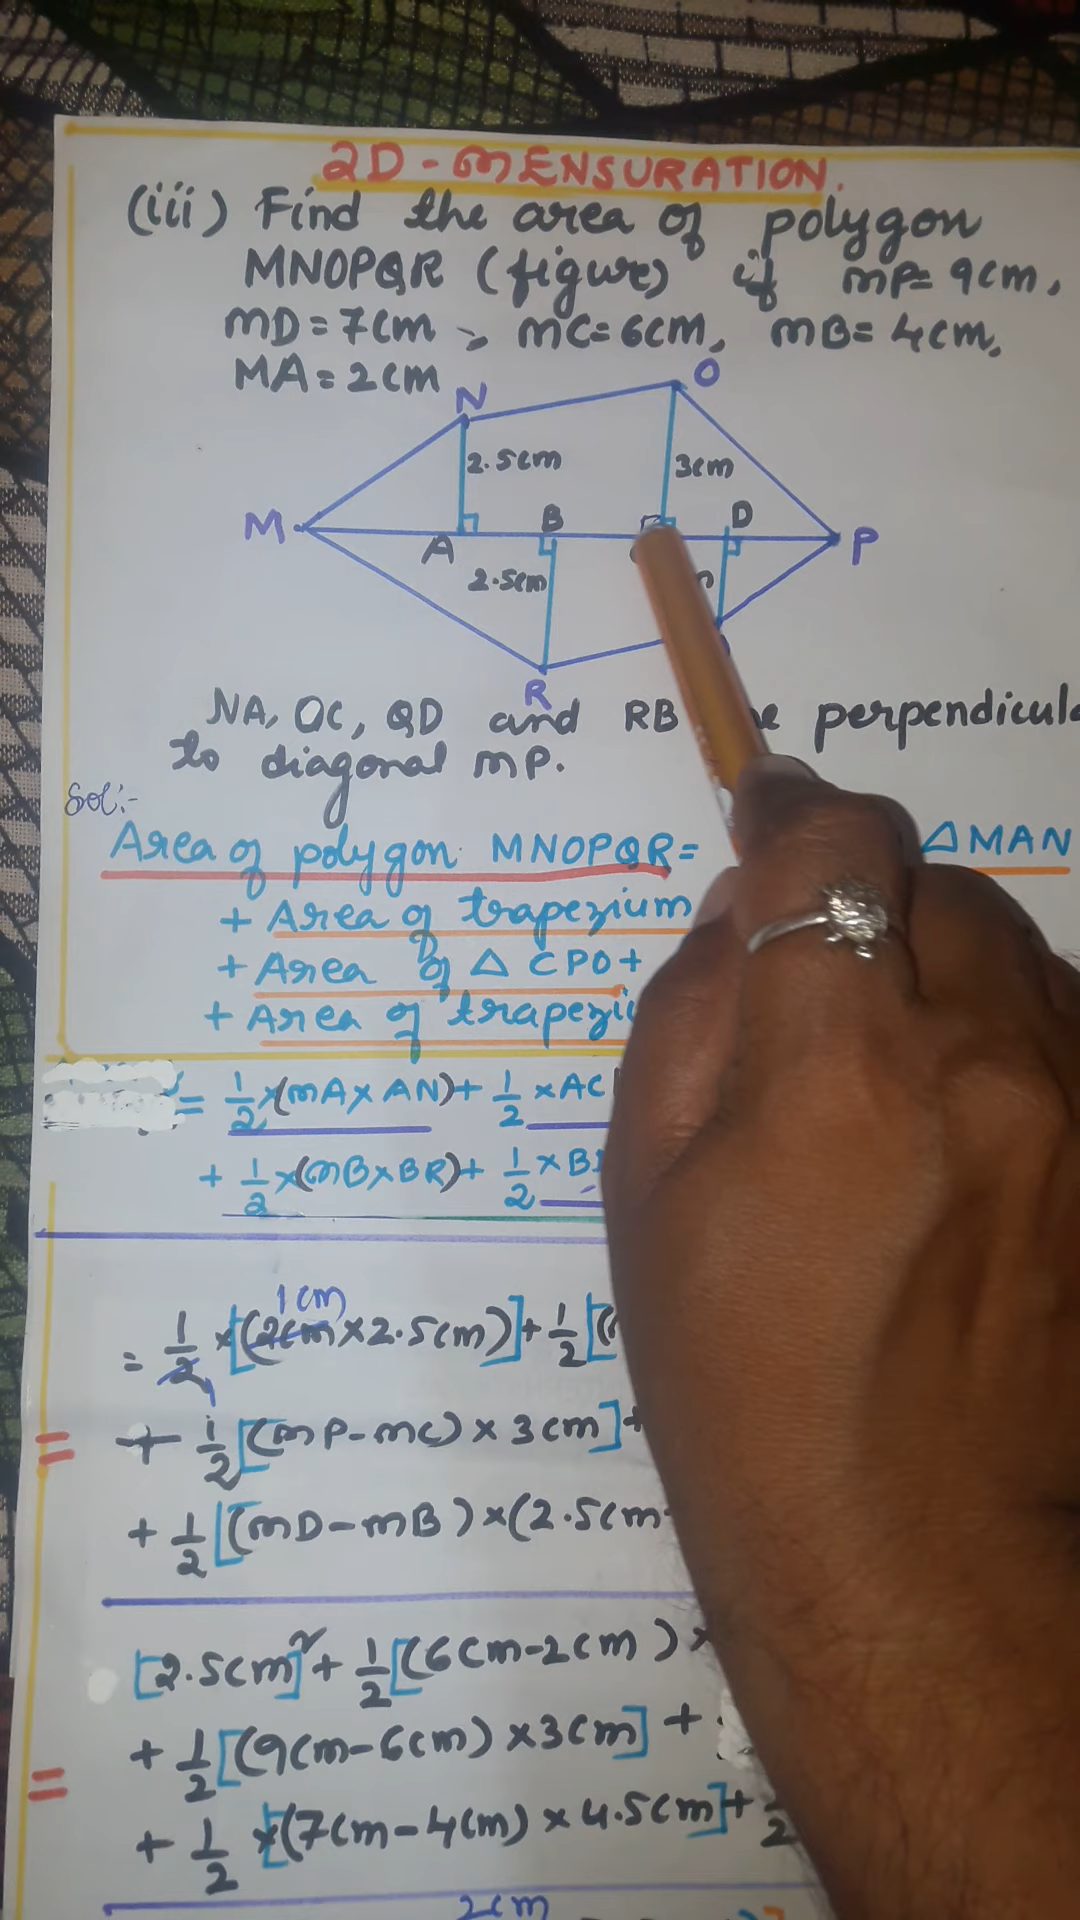 2D-MENSURATION.
(iii) Find the area of polygon
MNOPQR (figure) if MP= 9cm,
MD=7cm, MC=6cm, MB=4cm,
MA=2cm
N O
2.5cm 3cm
M A B D P
2.5cm
R
NA, OC, QD and RB perpendicula
to diagonal MP.
Sol:-
Area of polygon MNOPQR= ΔMAN
+ Area of trapezium
+ Area of Δ CPO+
+ Area of
= 1/2 x(MA x AN)+ 1/2 x AC
+ 1/2 x(MB x BR)+ 1/2 x
1cm
= 1/2 x[(2cm x2.5cm)]+ 1/2 [(
1
= + 1/2 [(MP-MC) x 3cm]+
+ 1/2 [(MD-MB)x(2.5cm
[2.5cm]²+ 1/2 [(6cm-2cm)x
= + 1/2 [(9cm-6cm) x3cm] +
+ 1/2 x[(7cm-4cm) x 4.5cm]+
2cm